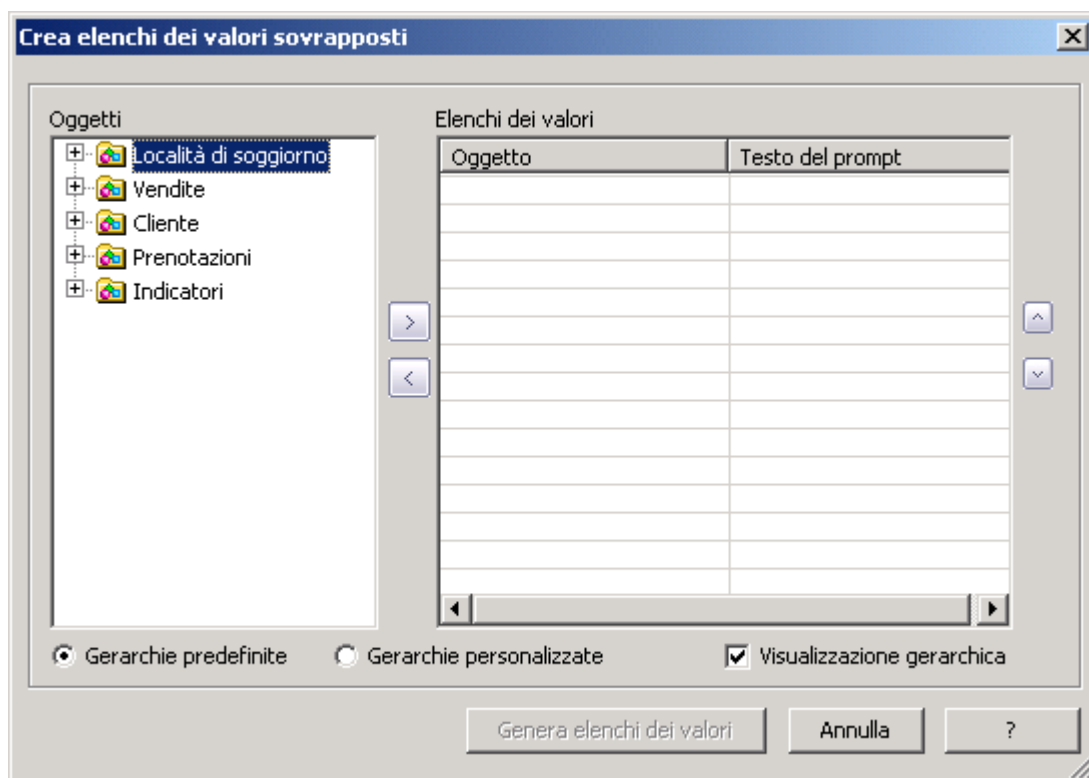 Crea elenchi dei valori sovrapposti
Oggetti
Località di soggiorno
Vendite
Cliente
Prenotazioni
Indicatori
Elenchi dei valori
Oggetto Testo del prompt
Gerarchie predefinite Gerarchie personalizzate Visualizzazione gerarchica
Genera elenchi dei valori Annulla ?